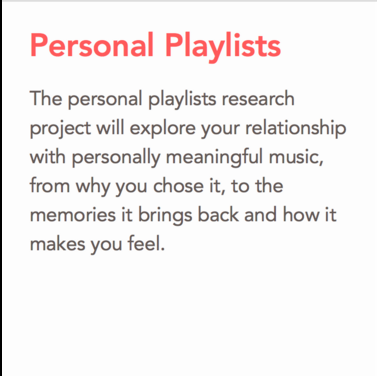 Personal Playlists
The personal playlists research
project will explore your relationship
with personally meaningful music,
from why you chose it, to the
memories it brings back and how it
makes you feel.